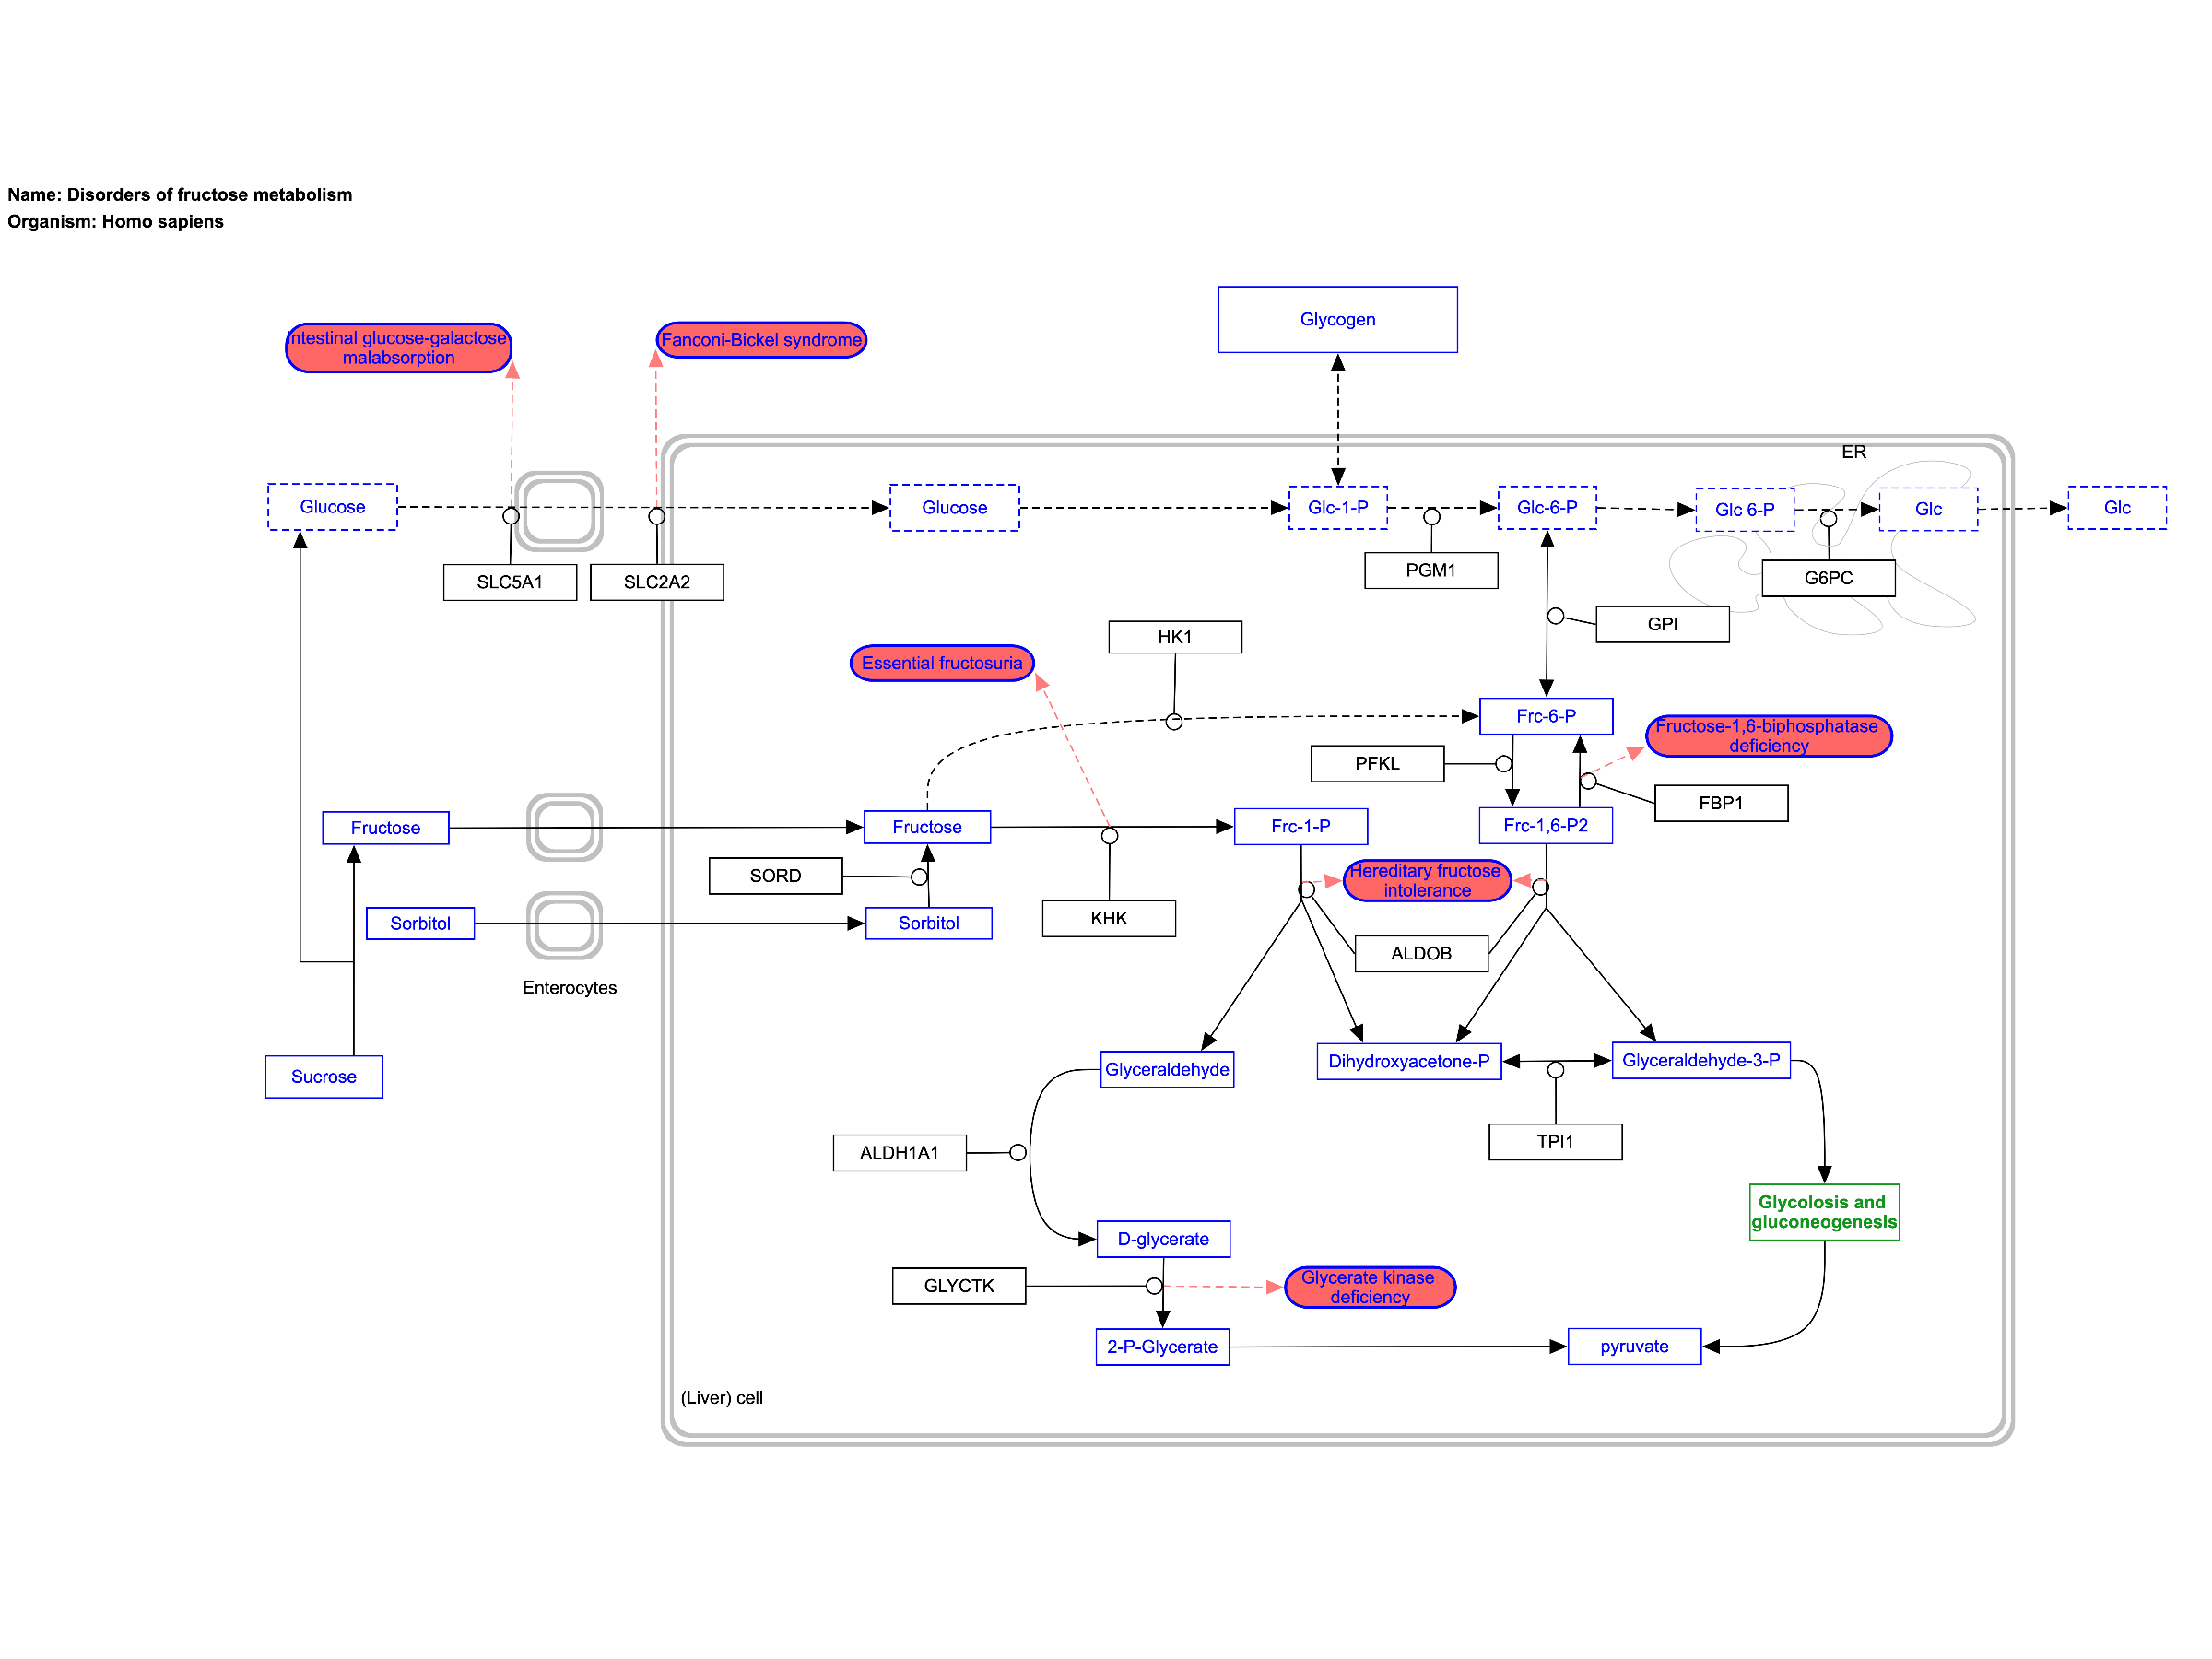 Name: Disorders of fructose metabolism
Organism: Homo sapiens
Glycogen
Intestinal glucose-galactose
malabsorption
Fanconi-Bickel syndrome
ER
Glucose
Glucose
Glc-1-P
Glc-6-P
Glc 6-P
Glc
Glc
SLC5A1
SLC2A2
PGM1
G6PC
GPI
HK1
Essential fructosuria
Frc-6-P
Fructose-1,6-biphosphatase
deficiency
PFKL
FBP1
Fructose
Fructose
Frc-1-P
Frc-1,6-P2
SORD
Hereditary fructose
intolerance
KHK
Sorbitol
Sorbitol
ALDOB
Enterocytes
Sucrose
Glyceraldehyde
Dihydroxyacetone-P
Glyceraldehyde-3-P
ALDH1A1
TPI1
Glycolosis and
gluconeogenesis
D-glycerate
GLYCTK
Glycerate kinase
deficiency
2-P-Glycerate
pyruvate
(Liver) cell